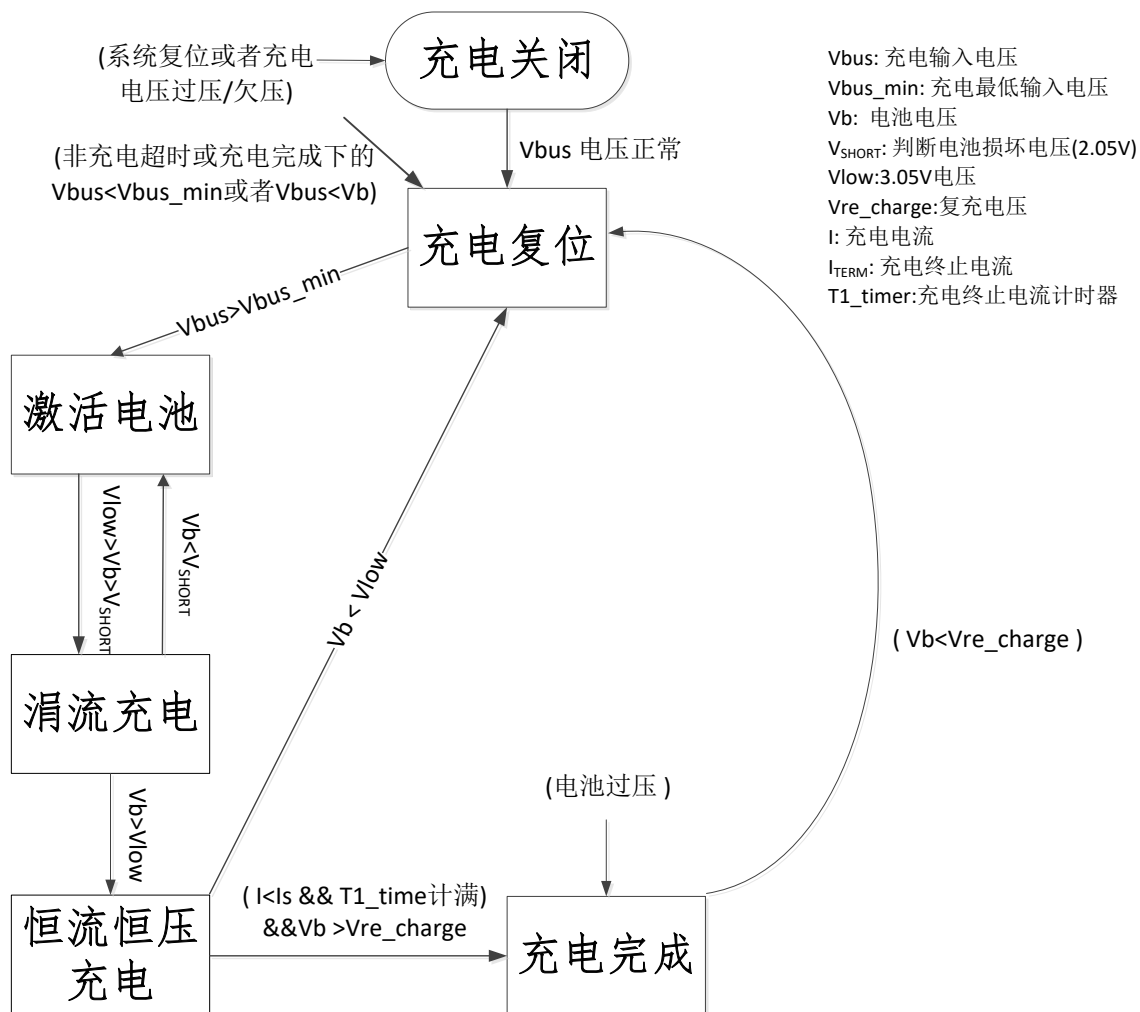 (系统复位或者充电
电压过压/欠压)
充电关闭
Vbus 电压正常
(非充电超时或充电完成下的
Vbus<Vbus_min或者Vbus<Vb)
充电复位
Vbus: 充电输入电压
Vbus_min: 充电最低输入电压
Vb: 电池电压
VSHORT: 判断电池损坏电压(2.05V)
Vlow:3.05V电压
Vre_charge:复充电压
I: 充电电流
ITERM: 充电终止电流
T1_timer:充电终止电流计时器
Vbus>Vbus_min
激活电池
Vlow>Vb>VSHORT
Vb<VSHORT
Vb < Vlow
( Vb<Vre_charge )
涓流充电
Vb>Vlow
(电池过压 )
恒流恒压
充电
( I<Is && T1_time计满)
&&Vb >Vre_charge
充电完成